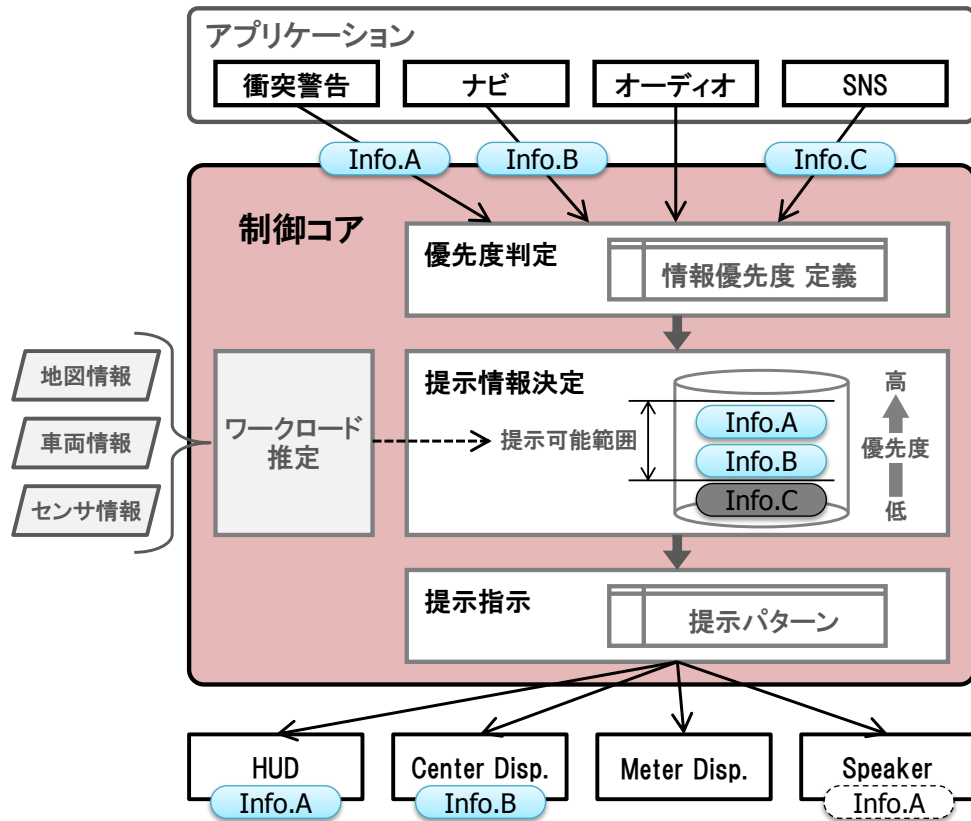 アプリケーション
衝突警告
ナビ
オーディオ
SNS
Info.A
Info.B
Info.C
制御コア
優先度判定
情報優先度 定義
地図情報
車両情報
センサ情報
ワークロード
推定
提示情報決定
提示可能範囲
Info.A
Info.B
Info.C
高
優先度
低
提示指示
提示パターン
HUD
Info.A
Center Disp.
Info.B
Meter Disp.
Speaker
Info.A